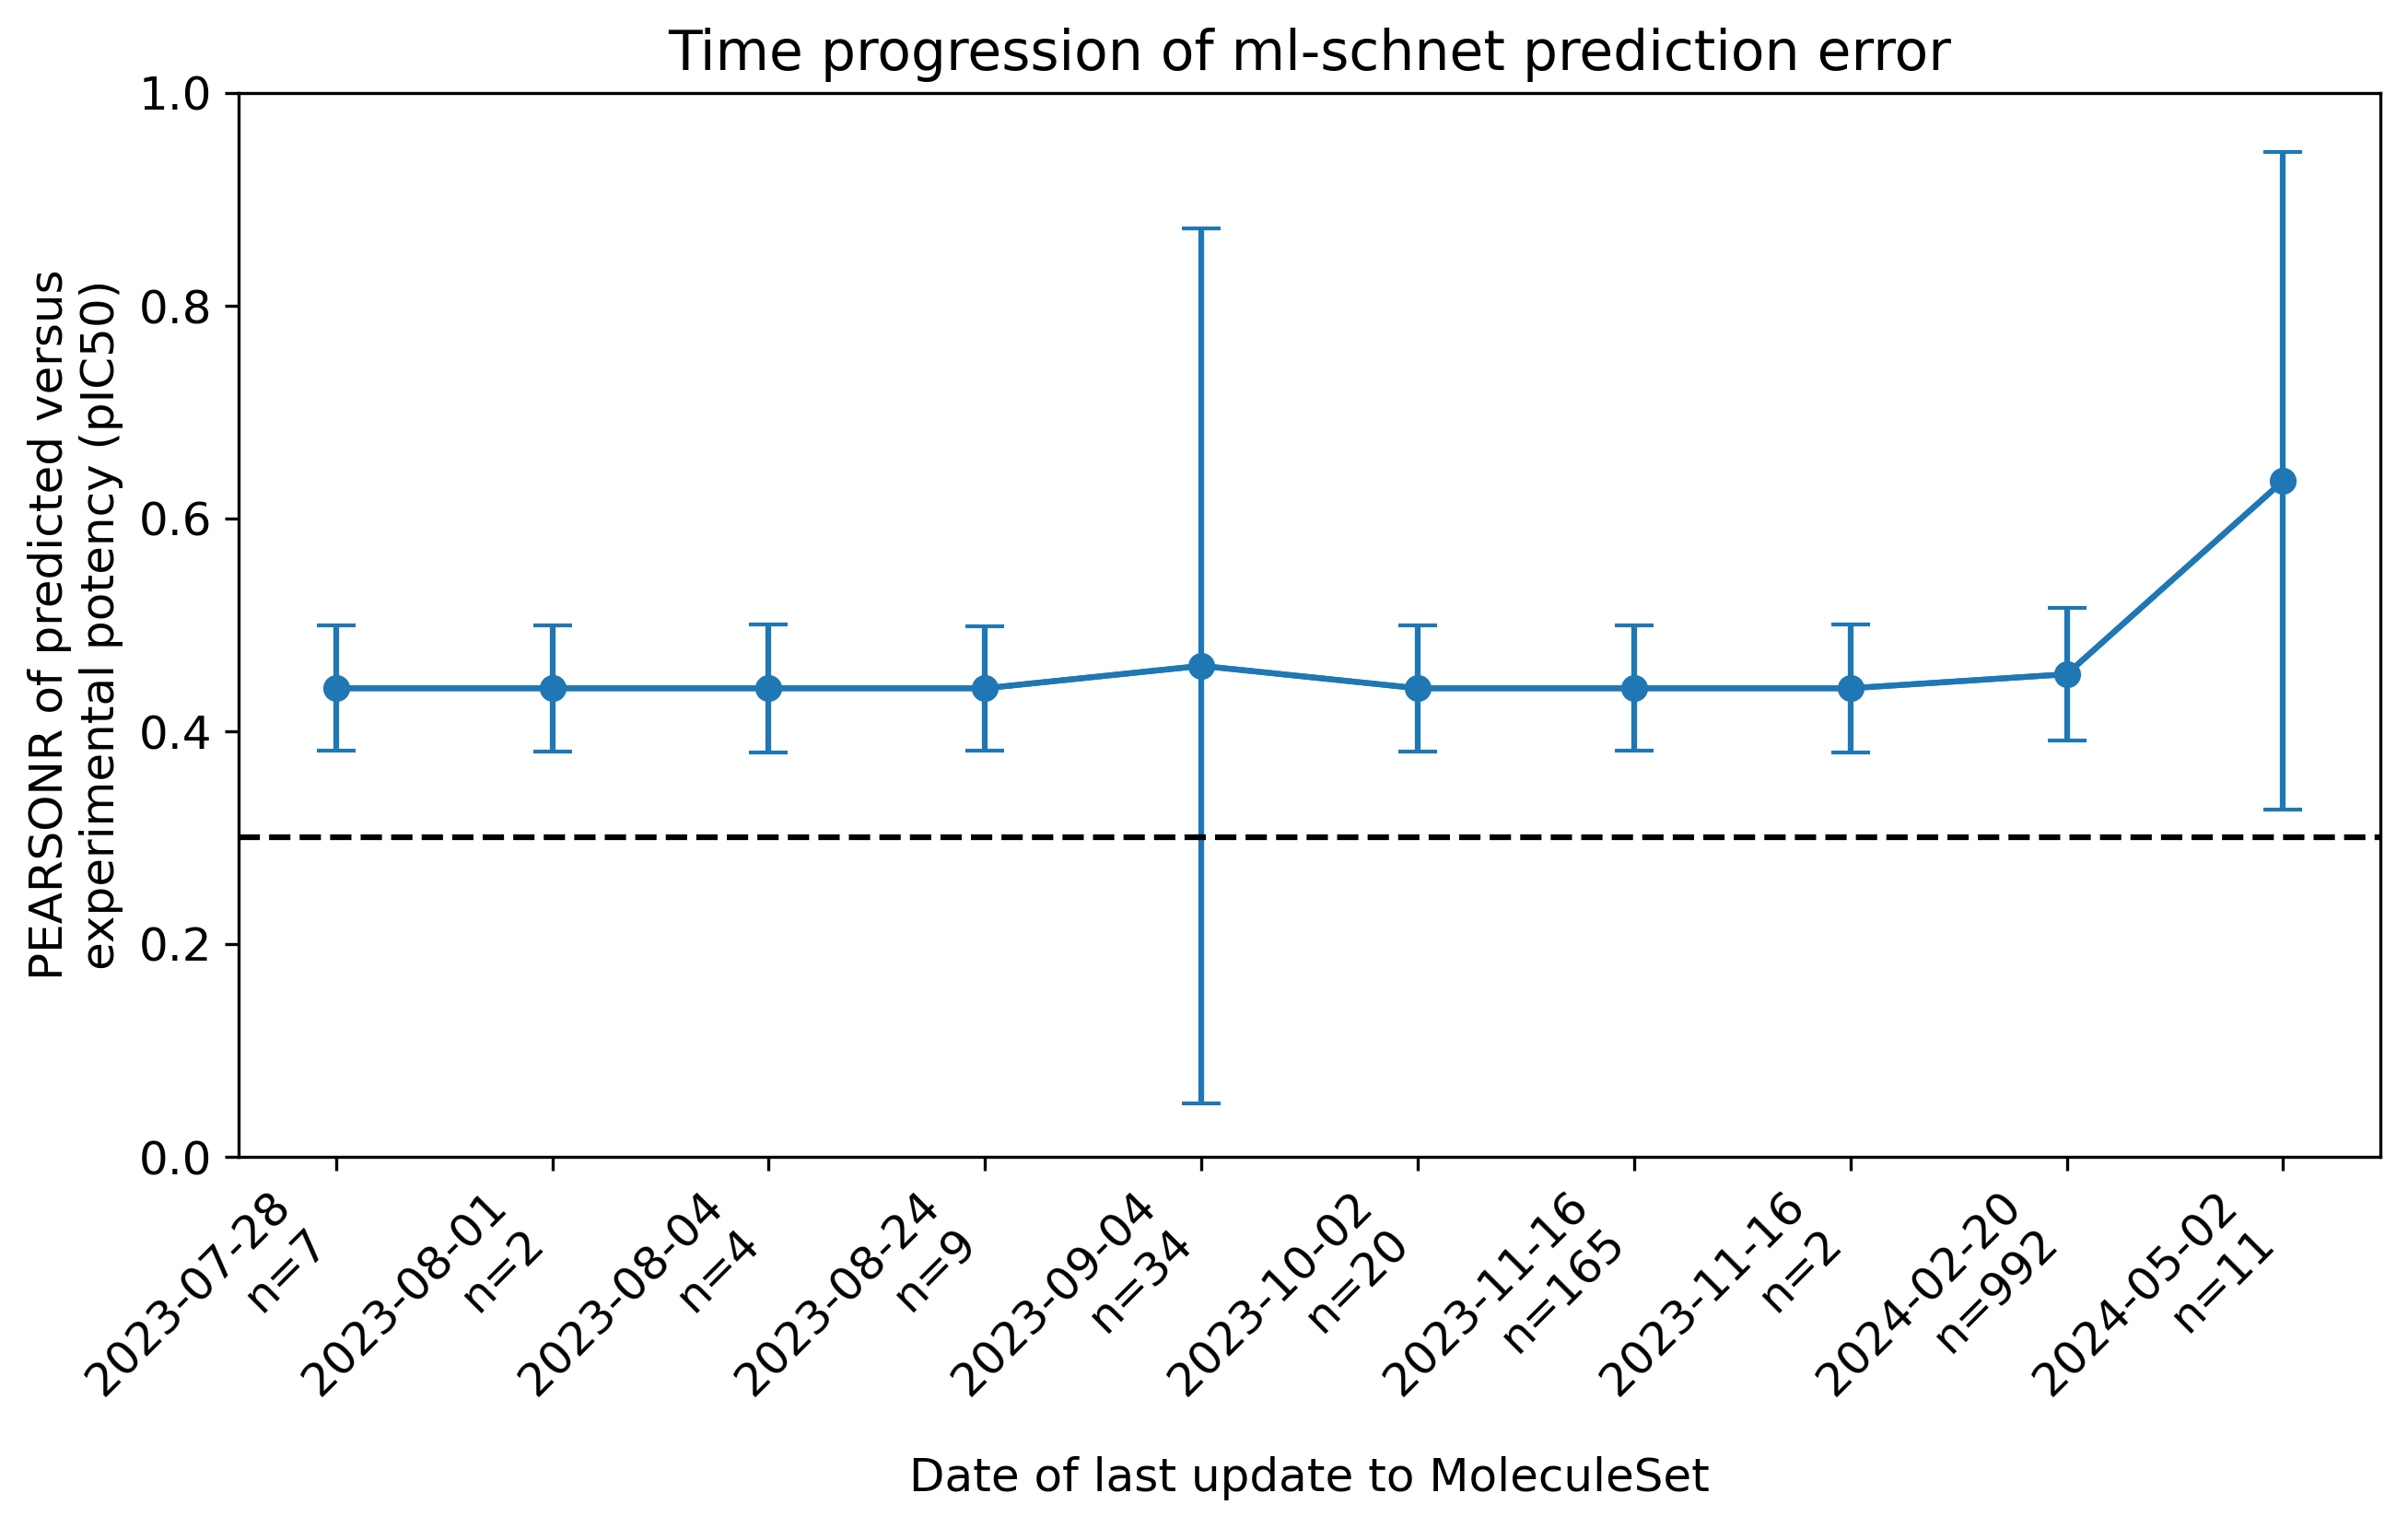 Time progression of ml-schnet prediction error
PEARSONR of predicted versus
experimental potency (pIC50)
1.0
0.8
0.6
0.4
0.2
0.0
2023-07-28
n=7
2023-08-01
n=2
2023-08-04
n=4
2023-08-24
n=9
2023-09-04
n=34
2023-10-02
n=20
2023-11-16
n=165
2023-11-16
n=2
2024-02-20
n=992
2024-05-02
n=11
Date of last update to MoleculeSet